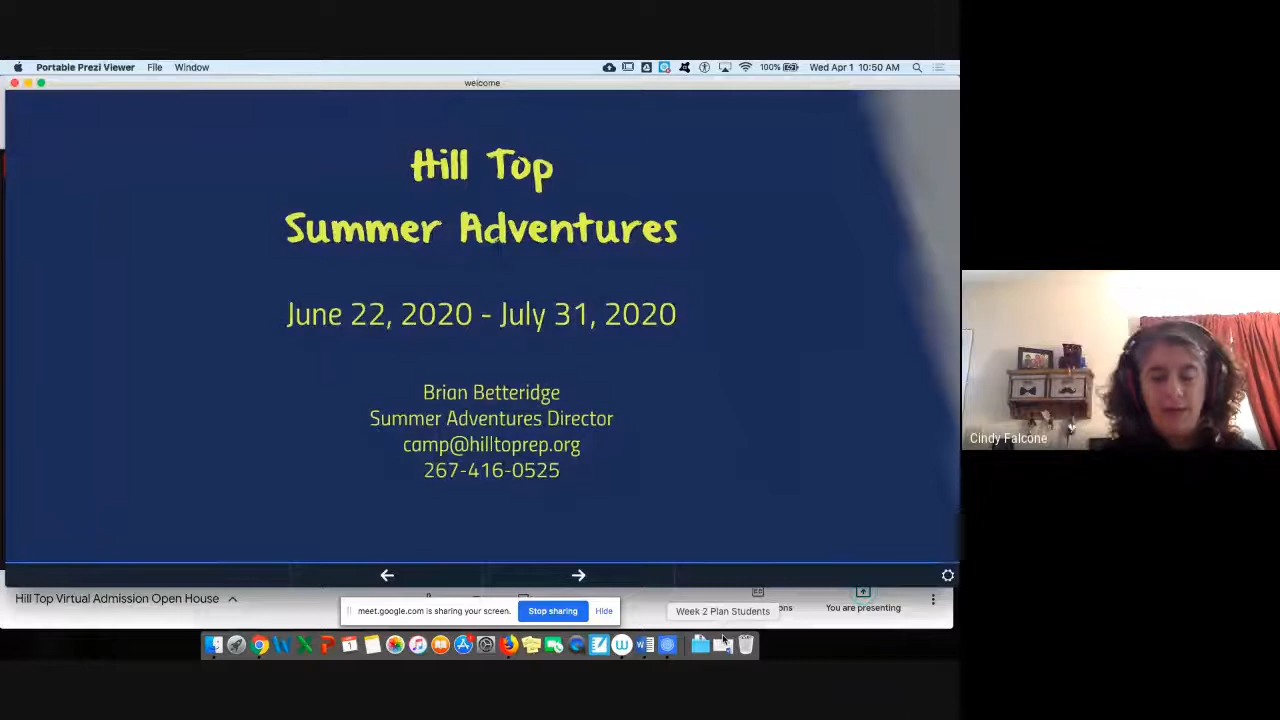 Portable Prezi Viewer File Window 100% Wed Apr 1 10:50 AM
welcome
Hill Top
Summer Adventures
June 22, 2020 - July 31, 2020
Brian Betteridge
Summer Adventures Director
camp@hilltoprep.org
267-416-0525
Cindy Falcone
Hill Top Virtual Admission Open House
meet.google.com is sharing your screen. Stop sharing Hide
Week 2 Plan Students
ons
You are presenting